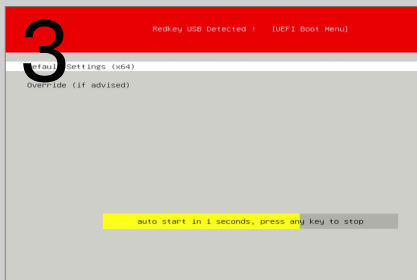 3
Redkey USB Detected ! [UEFI Boot Menu]
Default Settings (x64)
Override (if advised)
auto start in 1 seconds, press any key to stop